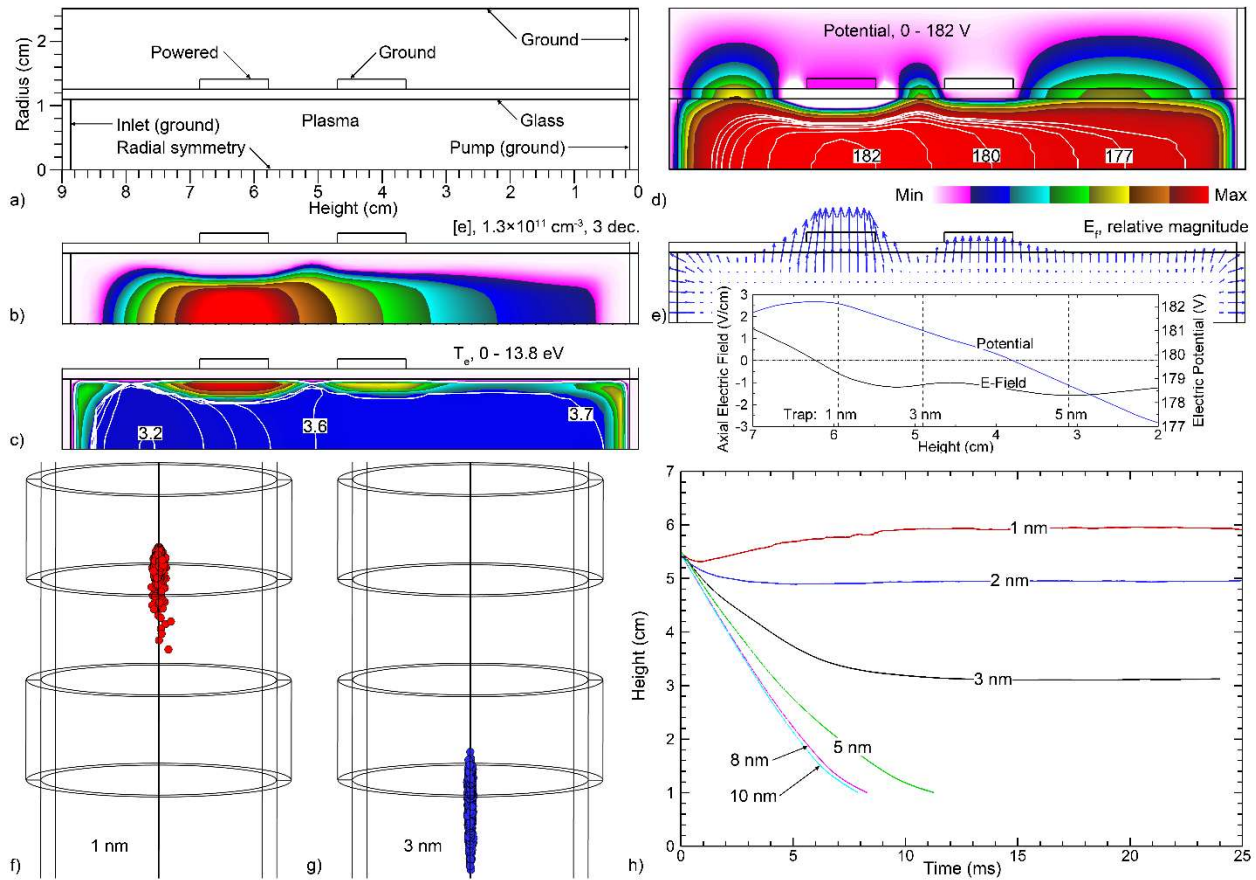 Radius (cm)
2
1
0
Powered
Ground
Ground
Plasma
Glass
Inlet (ground)
Radial symmetry
Pump (ground)
9 8 7 6 5 4 3 2 1 0
Height (cm)
a)
[e], 1.3×10¹¹ cm⁻³, 3 dec.
b)
Tₑ, 0 - 13.8 eV
3.2
3.6
3.7
c)
Potential, 0 - 182 V
182
180
177
d)
Min
Max
E_f, relative magnitude
e)
Axial Electric Field (V/cm)
3
2
1
0
-1
-2
-3
Potential
E-Field
Trap: 1 nm 3 nm 5 nm
7 6 5 4 3 2
Height (cm)
182
181
180
179
178
177
Electric Potential (V)
f)
1 nm
g)
3 nm
h)
Height (cm)
7
6
5
4
3
2
1
0
1 nm
2 nm
3 nm
5 nm
8 nm
10 nm
0 5 10 15 20 25
Time (ms)